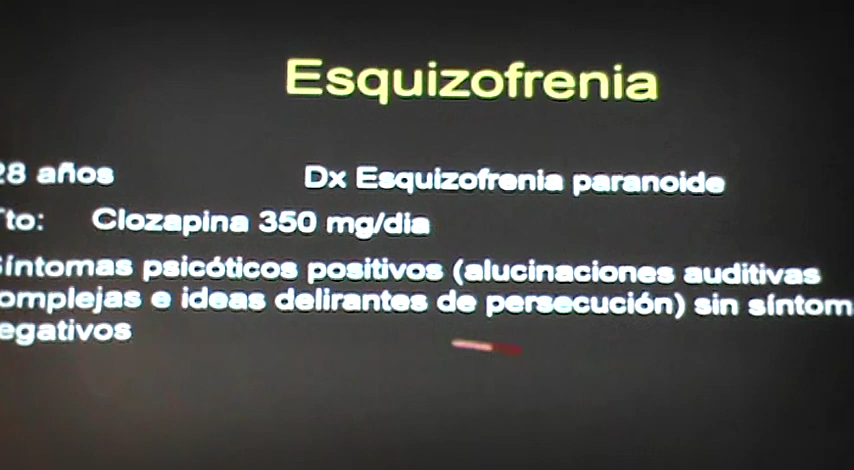 Esquizofrenia
28 años Dx Esquizofrenia paranoide
Tto: Clozapina 350 mg/dia
Síntomas psicóticos positivos (alucinaciones auditivas
omplejas e ideas delirantes de persecución) sin síntom
egativos